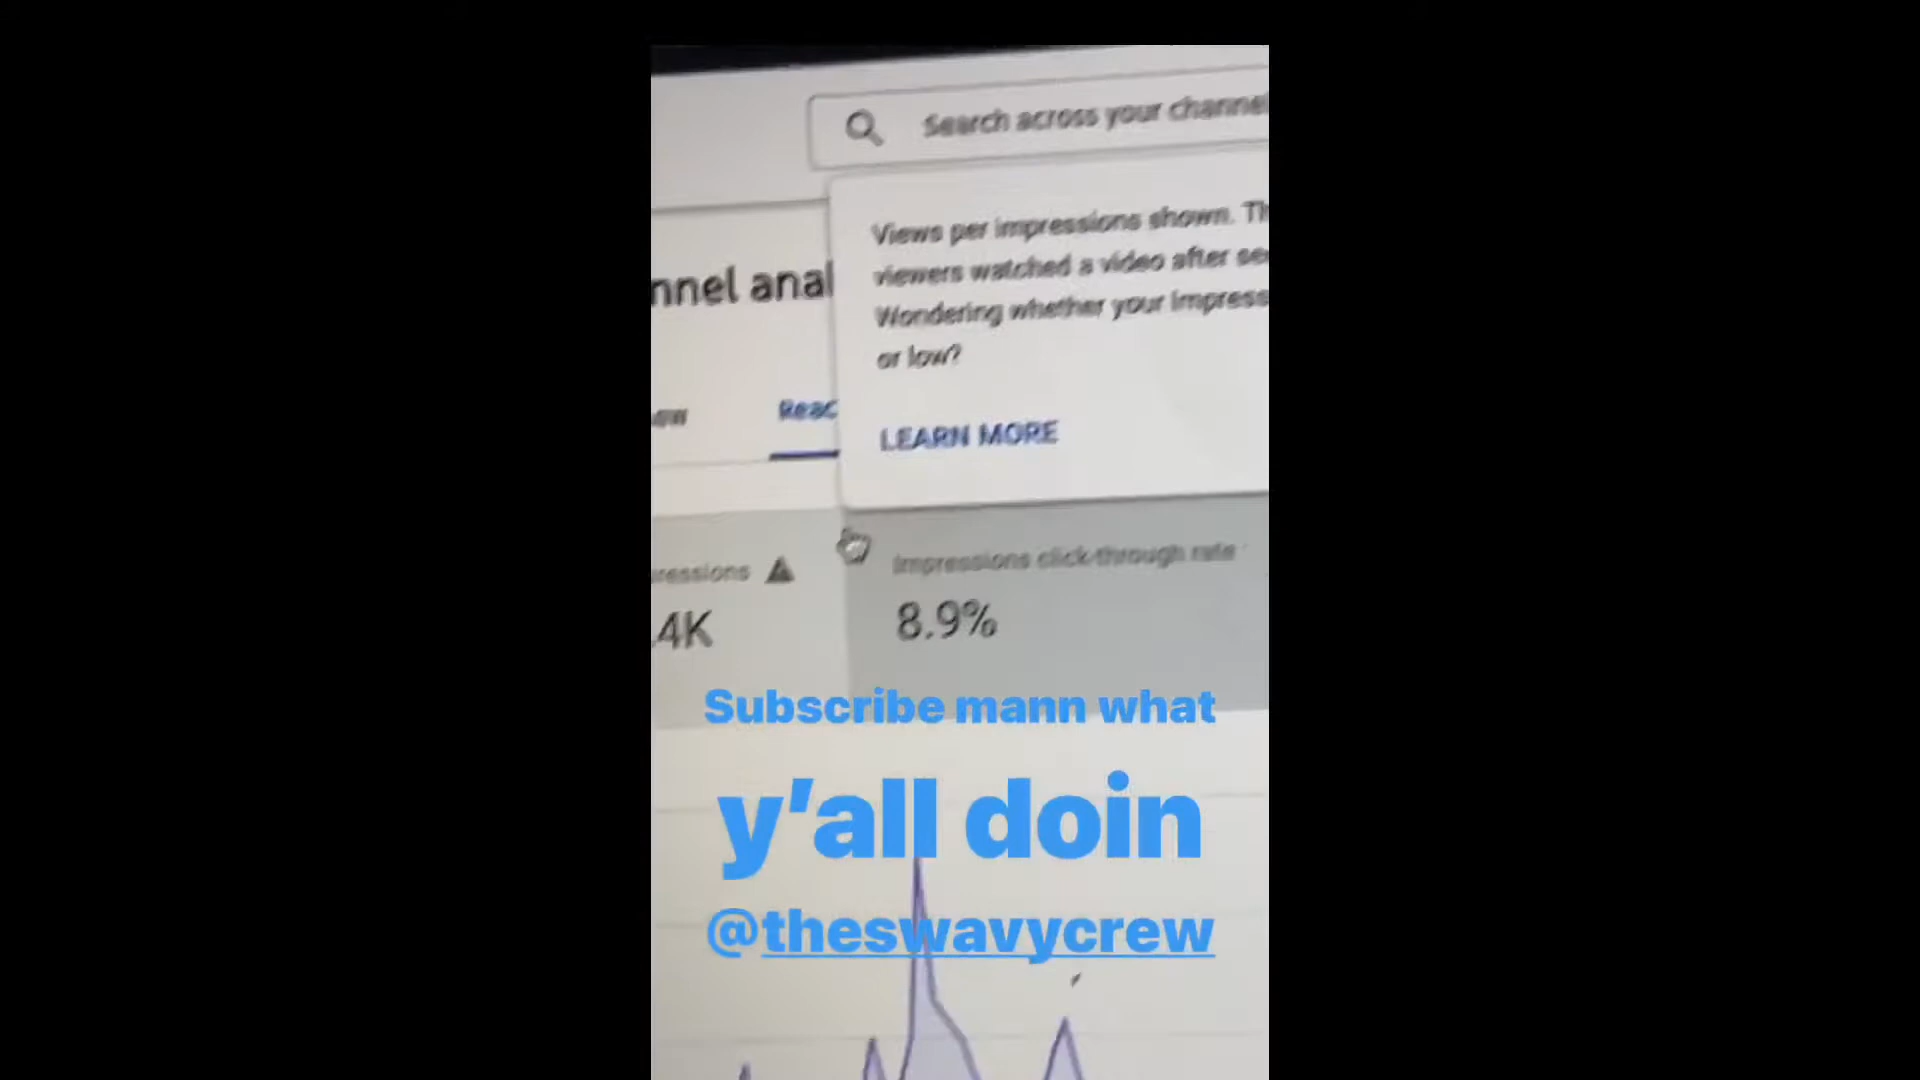 Search across your channel
Views per impressions shown. Th
viewers watched a video after see
Wondering whether your impress
or low?
nnel anal
Reac
LEARN MORE
ressions
Impressions click-through rate
.4K
8.9%
Subscribe mann what
y’all doin
@theswavycrew